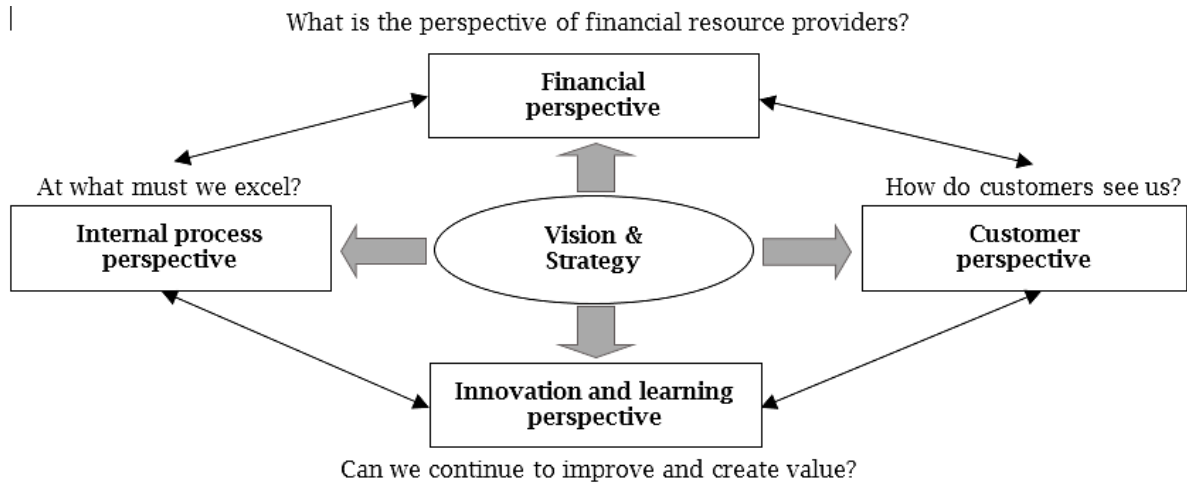 What is the perspective of financial resource providers?
Financial
perspective
At what must we excel?
Internal process
perspective
Vision &
Strategy
How do customers see us?
Customer
perspective
Innovation and learning
perspective
Can we continue to improve and create value?